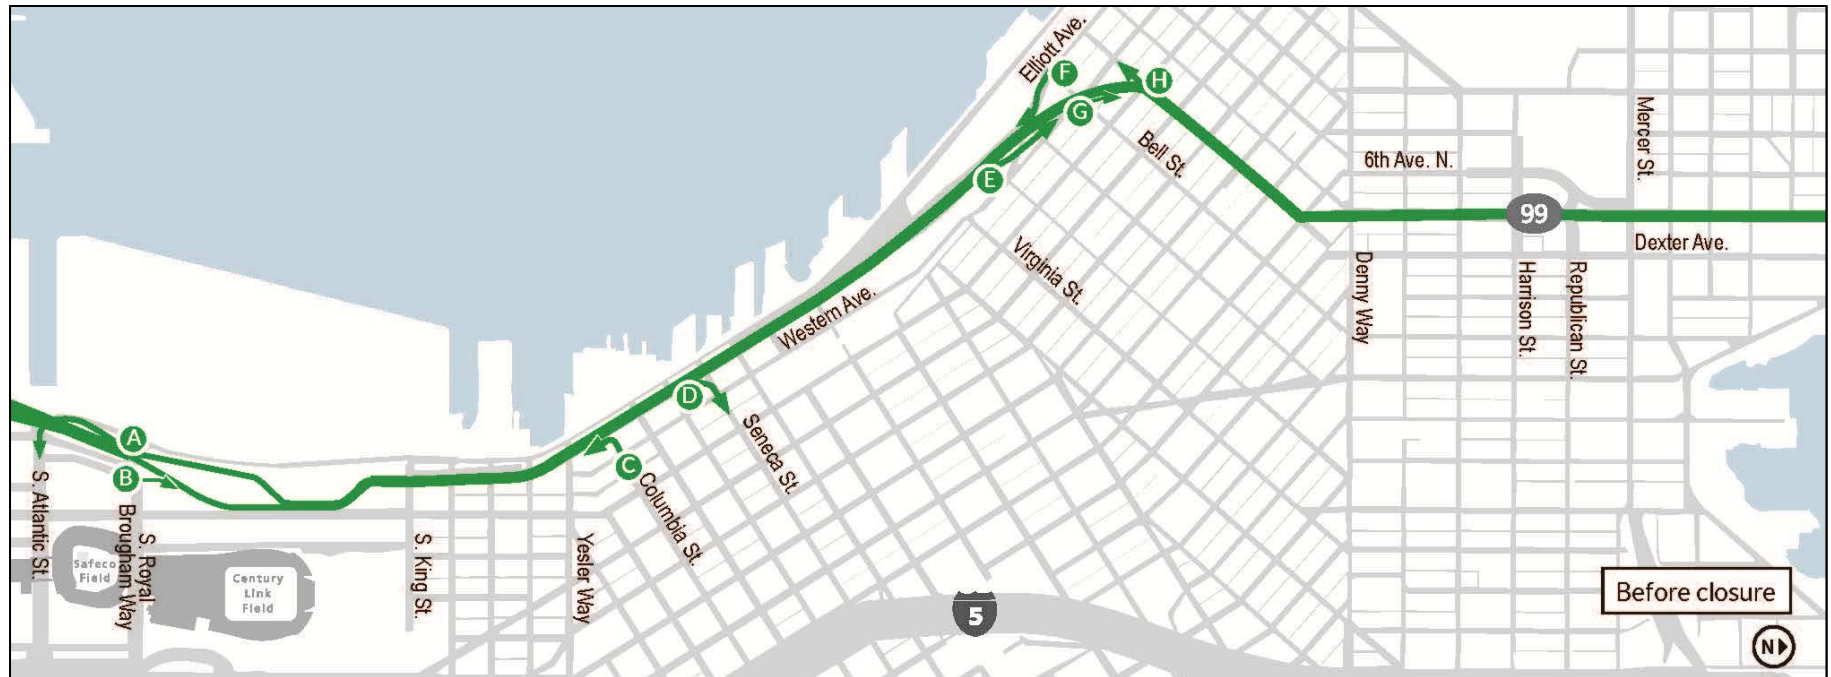 Elliott Ave.
F
H
G
E
Bell St.
6th Ave. N.
Mercer St.
99
Dexter Ave.
Virginia St.
Denny Way
Harrison St.
Republican St.
Western Ave.
D
Seneca St.
C
Columbia St.
A
B
S. Atlantic St.
S. Royal
Brougham Way
Safeco
Field
Century
Link
Field
S. King St.
Yesler Way
5
Before closure
N